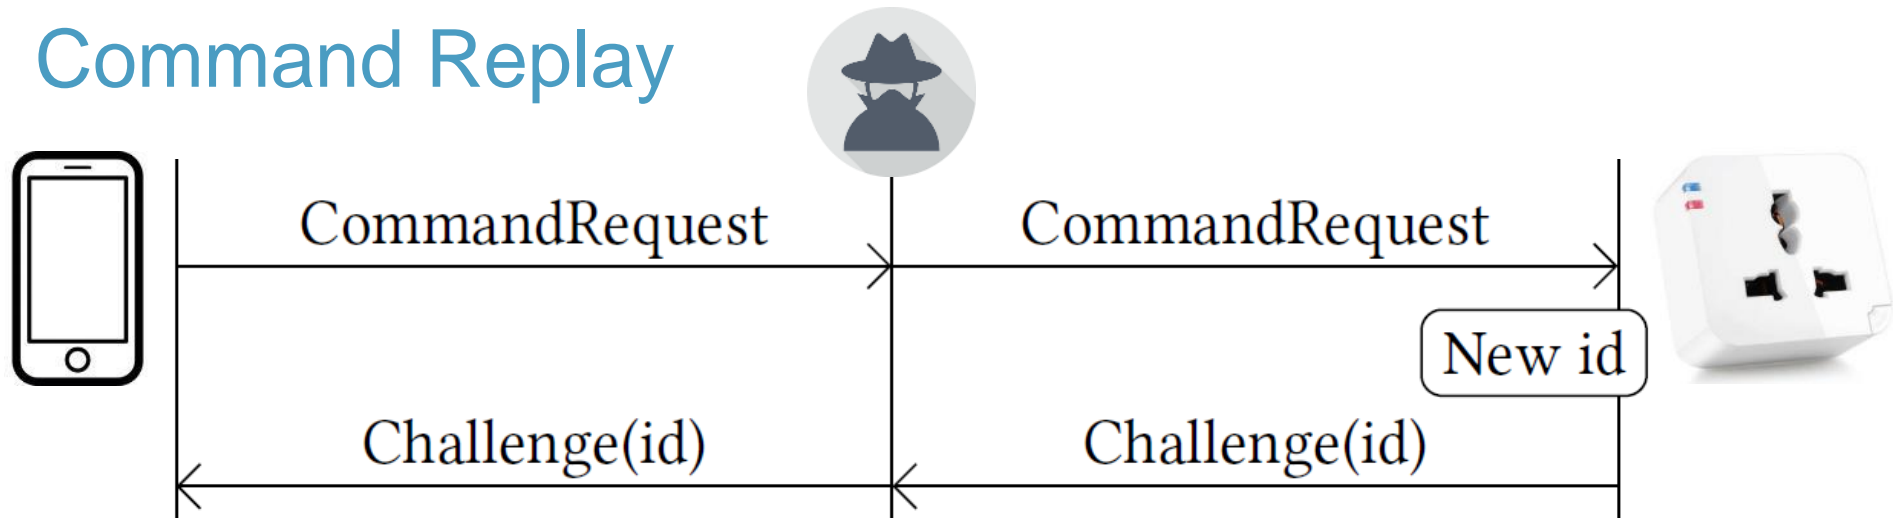 Command Replay
CommandRequest CommandRequest
New id
Challenge(id) Challenge(id)